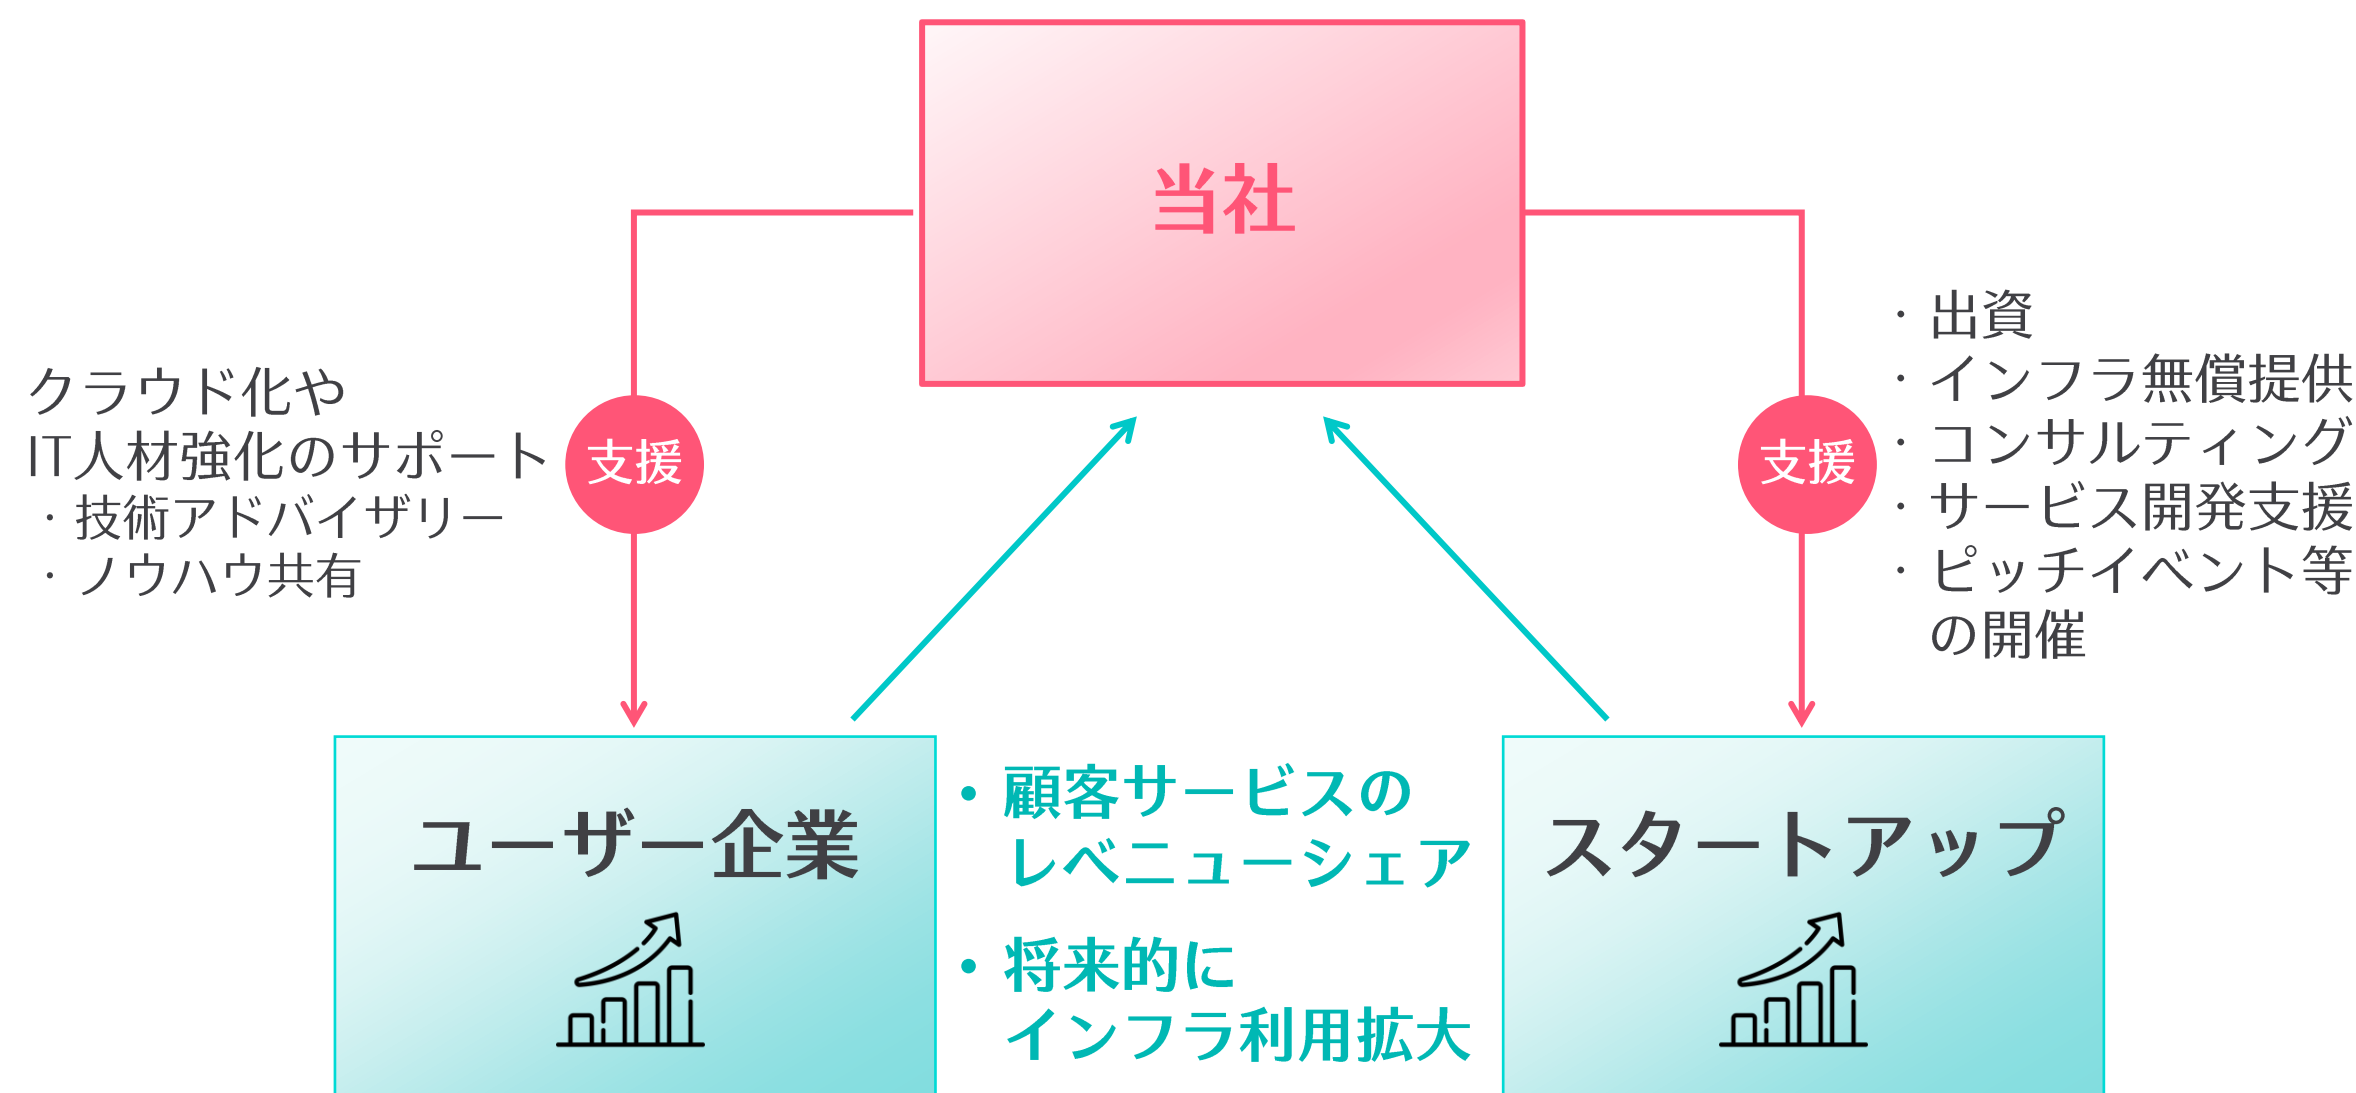 当社
クラウド化や
IT人材強化のサポート
・技術アドバイザリー
・ノウハウ共有
支援
支援
・出資
・インフラ無償提供
・コンサルティング
・サービス開発支援
・ピッチイベント等
の開催
ユーザー企業
• 顧客サービスの
レベニューシェア
• 将来的に
インフラ利用拡大
スタートアップ